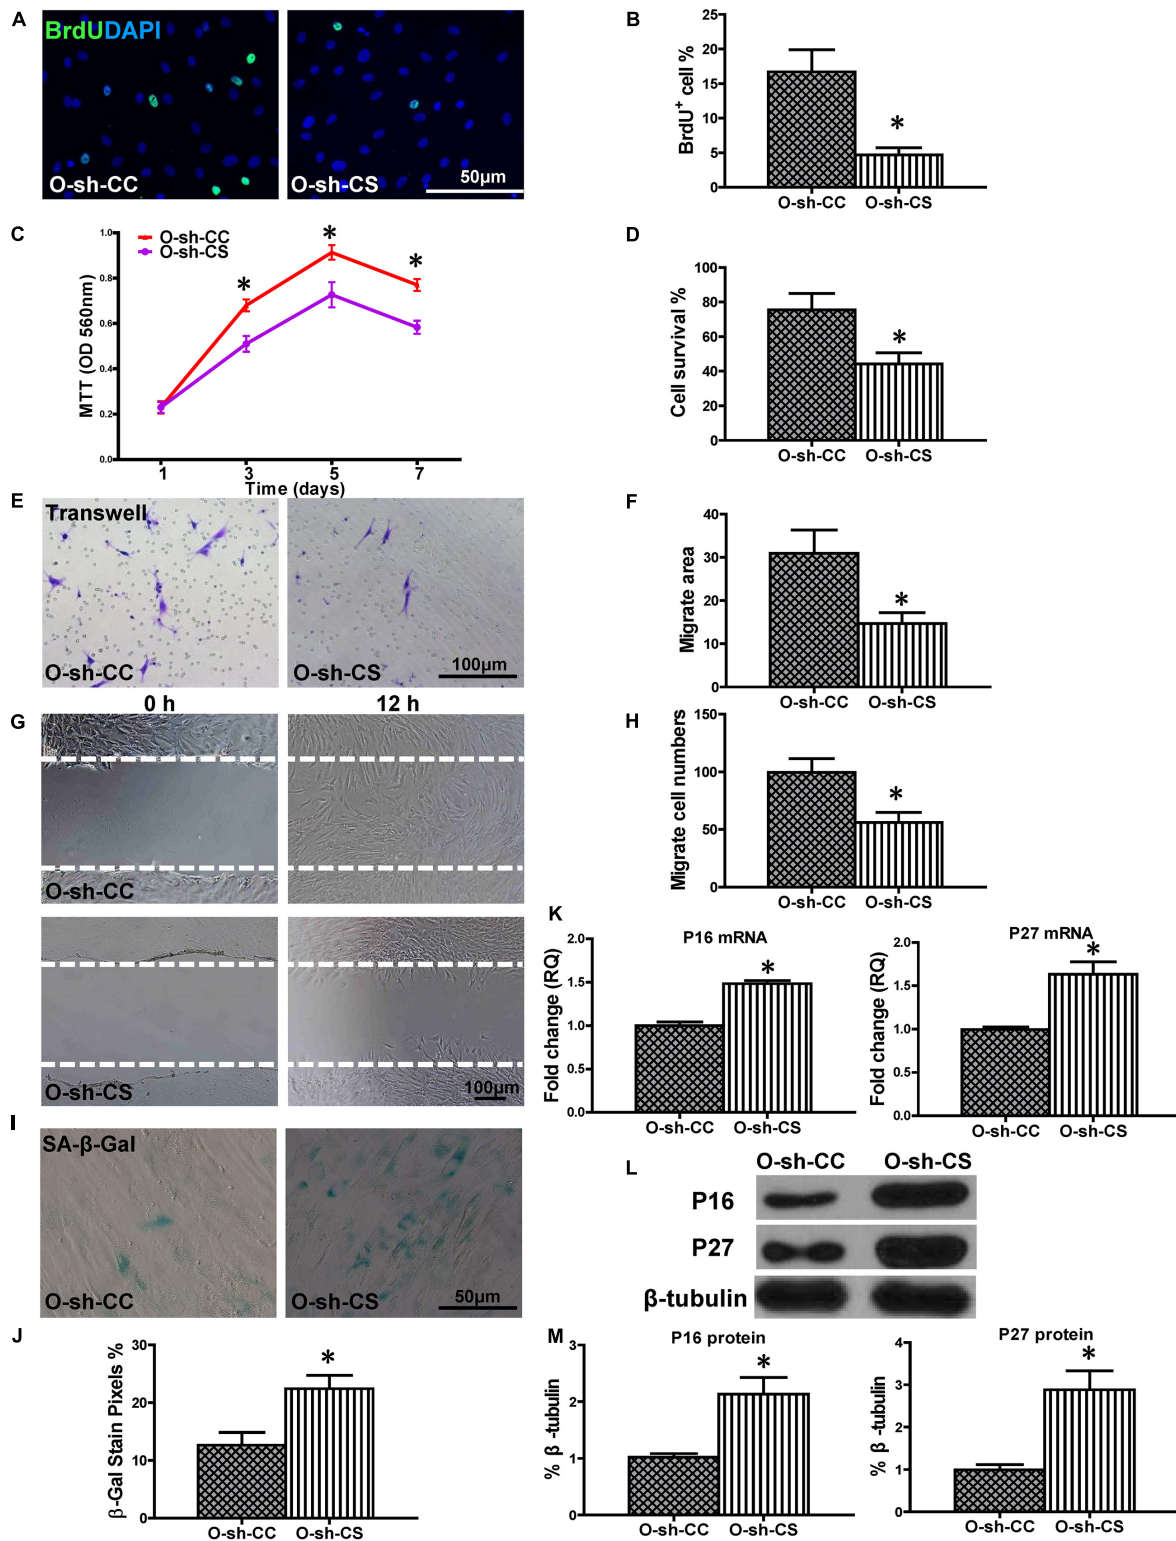 A
BrdUDAPI
O-sh-CC
O-sh-CS
50μm
B
BrdU+ cell %
25
20
15
10
5
0
O-sh-CC
O-sh-CS
*
C
MTT (OD 560nm)
1.0
0.8
0.6
0.4
0.2
0.0
O-sh-CC
O-sh-CS
*
*
*
1
3
5
7
Time (days)
D
Cell survival %
100
80
60
40
20
0
*
O-sh-CC
O-sh-CS
E
Transwell
O-sh-CC
O-sh-CS
100μm
F
Migrate area
40
30
20
10
0
*
O-sh-CC
O-sh-CS
G
0 h
12 h
O-sh-CC
O-sh-CS
100μm
H
Migrate cell numbers
150
100
50
0
*
O-sh-CC
O-sh-CS
I
SA-β-Gal
O-sh-CC
O-sh-CS
50μm
J
β-Gal Stain Pixels %
30
20
10
0
*
O-sh-CC
O-sh-CS
K
P16 mRNA
Fold change (RQ)
2.0
1.5
1.0
0.5
0.0
*
O-sh-CC
O-sh-CS
P27 mRNA
Fold change (RQ)
2.0
1.5
1.0
0.5
0.0
*
O-sh-CC
O-sh-CS
L
O-sh-CC
O-sh-CS
P16
P27
β-tubulin
M
P16 protein
% β -tubulin
3
2
1
0
*
O-sh-CC
O-sh-CS
P27 protein
% β -tubulin
4
3
2
1
0
*
O-sh-CC
O-sh-CS